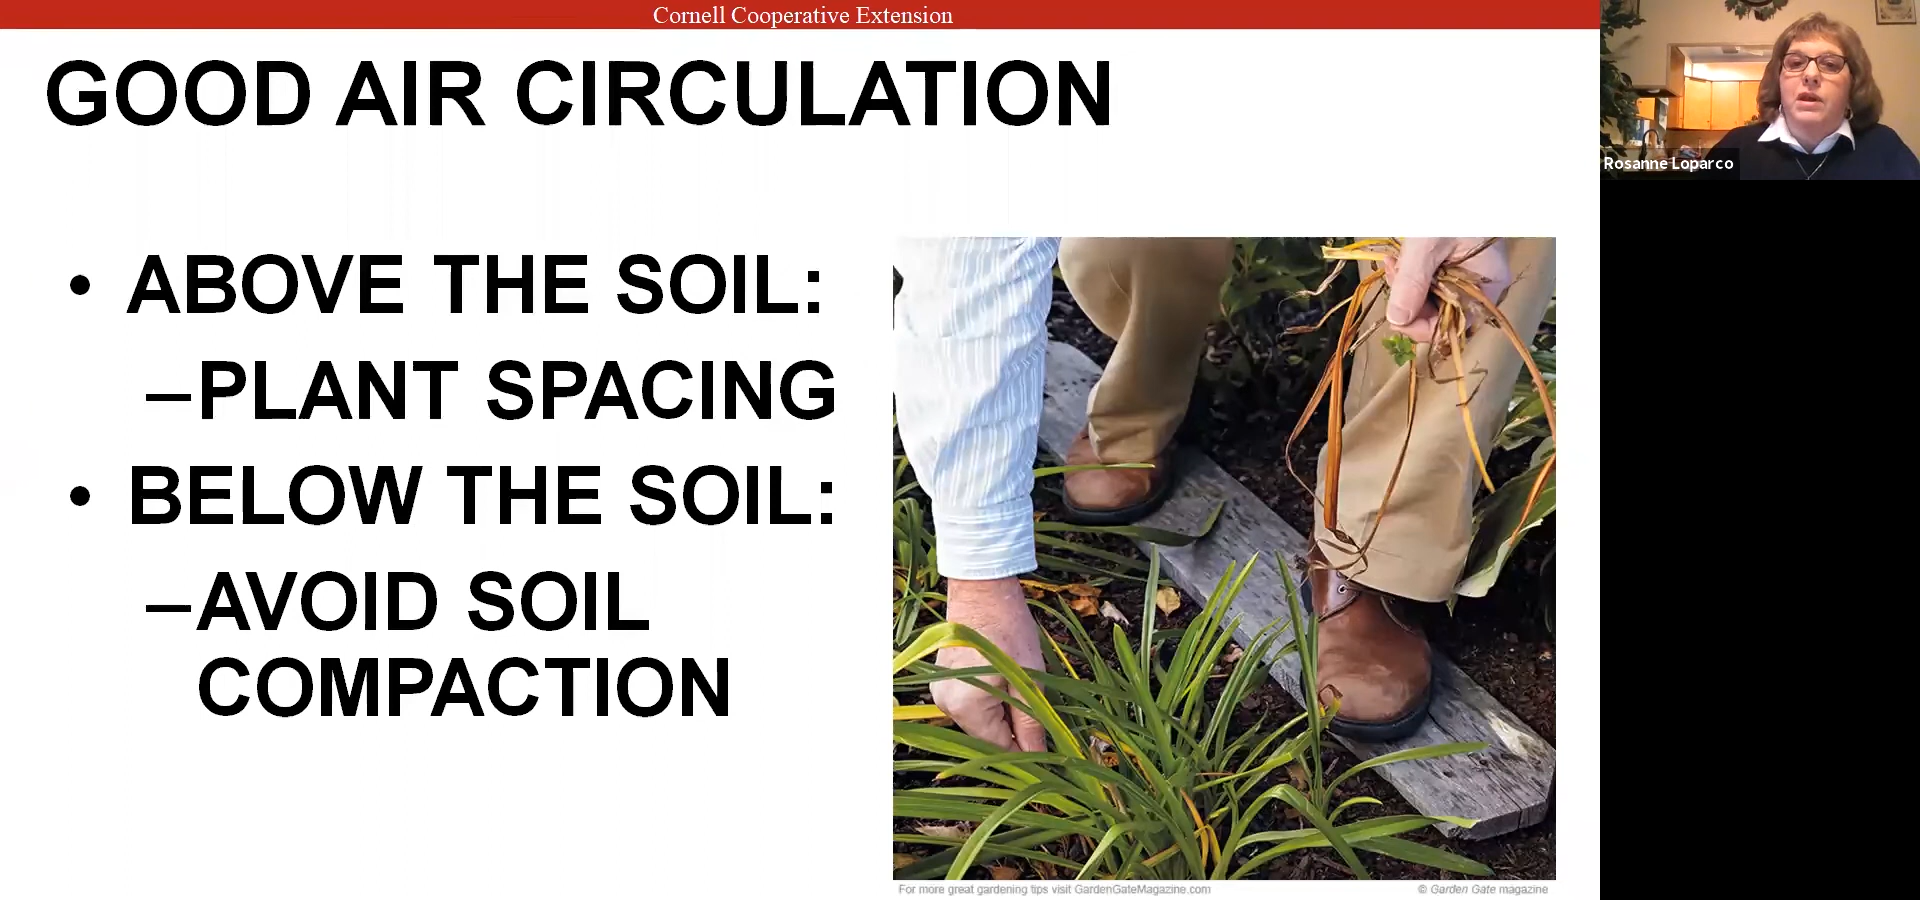 Cornell Cooperative Extension
GOOD AIR CIRCULATION
• ABOVE THE SOIL:
–PLANT SPACING
• BELOW THE SOIL:
–AVOID SOIL
COMPACTION
For more great gardening tips visit GardenGateMagazine.com
© Garden Gate magazine
Rosanne Loparco